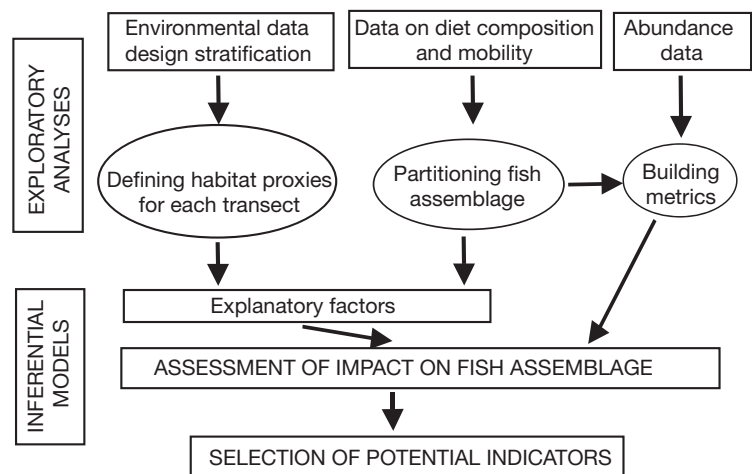 EXPLORATORY
ANALYSES
Environmental data
design stratification
Data on diet composition
and mobility
Abundance
data
Defining habitat proxies
for each transect
Partitioning fish
assemblage
Building
metrics
INFERENTIAL
MODELS
Explanatory factors
ASSESSMENT OF IMPACT ON FISH ASSEMBLAGE
SELECTION OF POTENTIAL INDICATORS